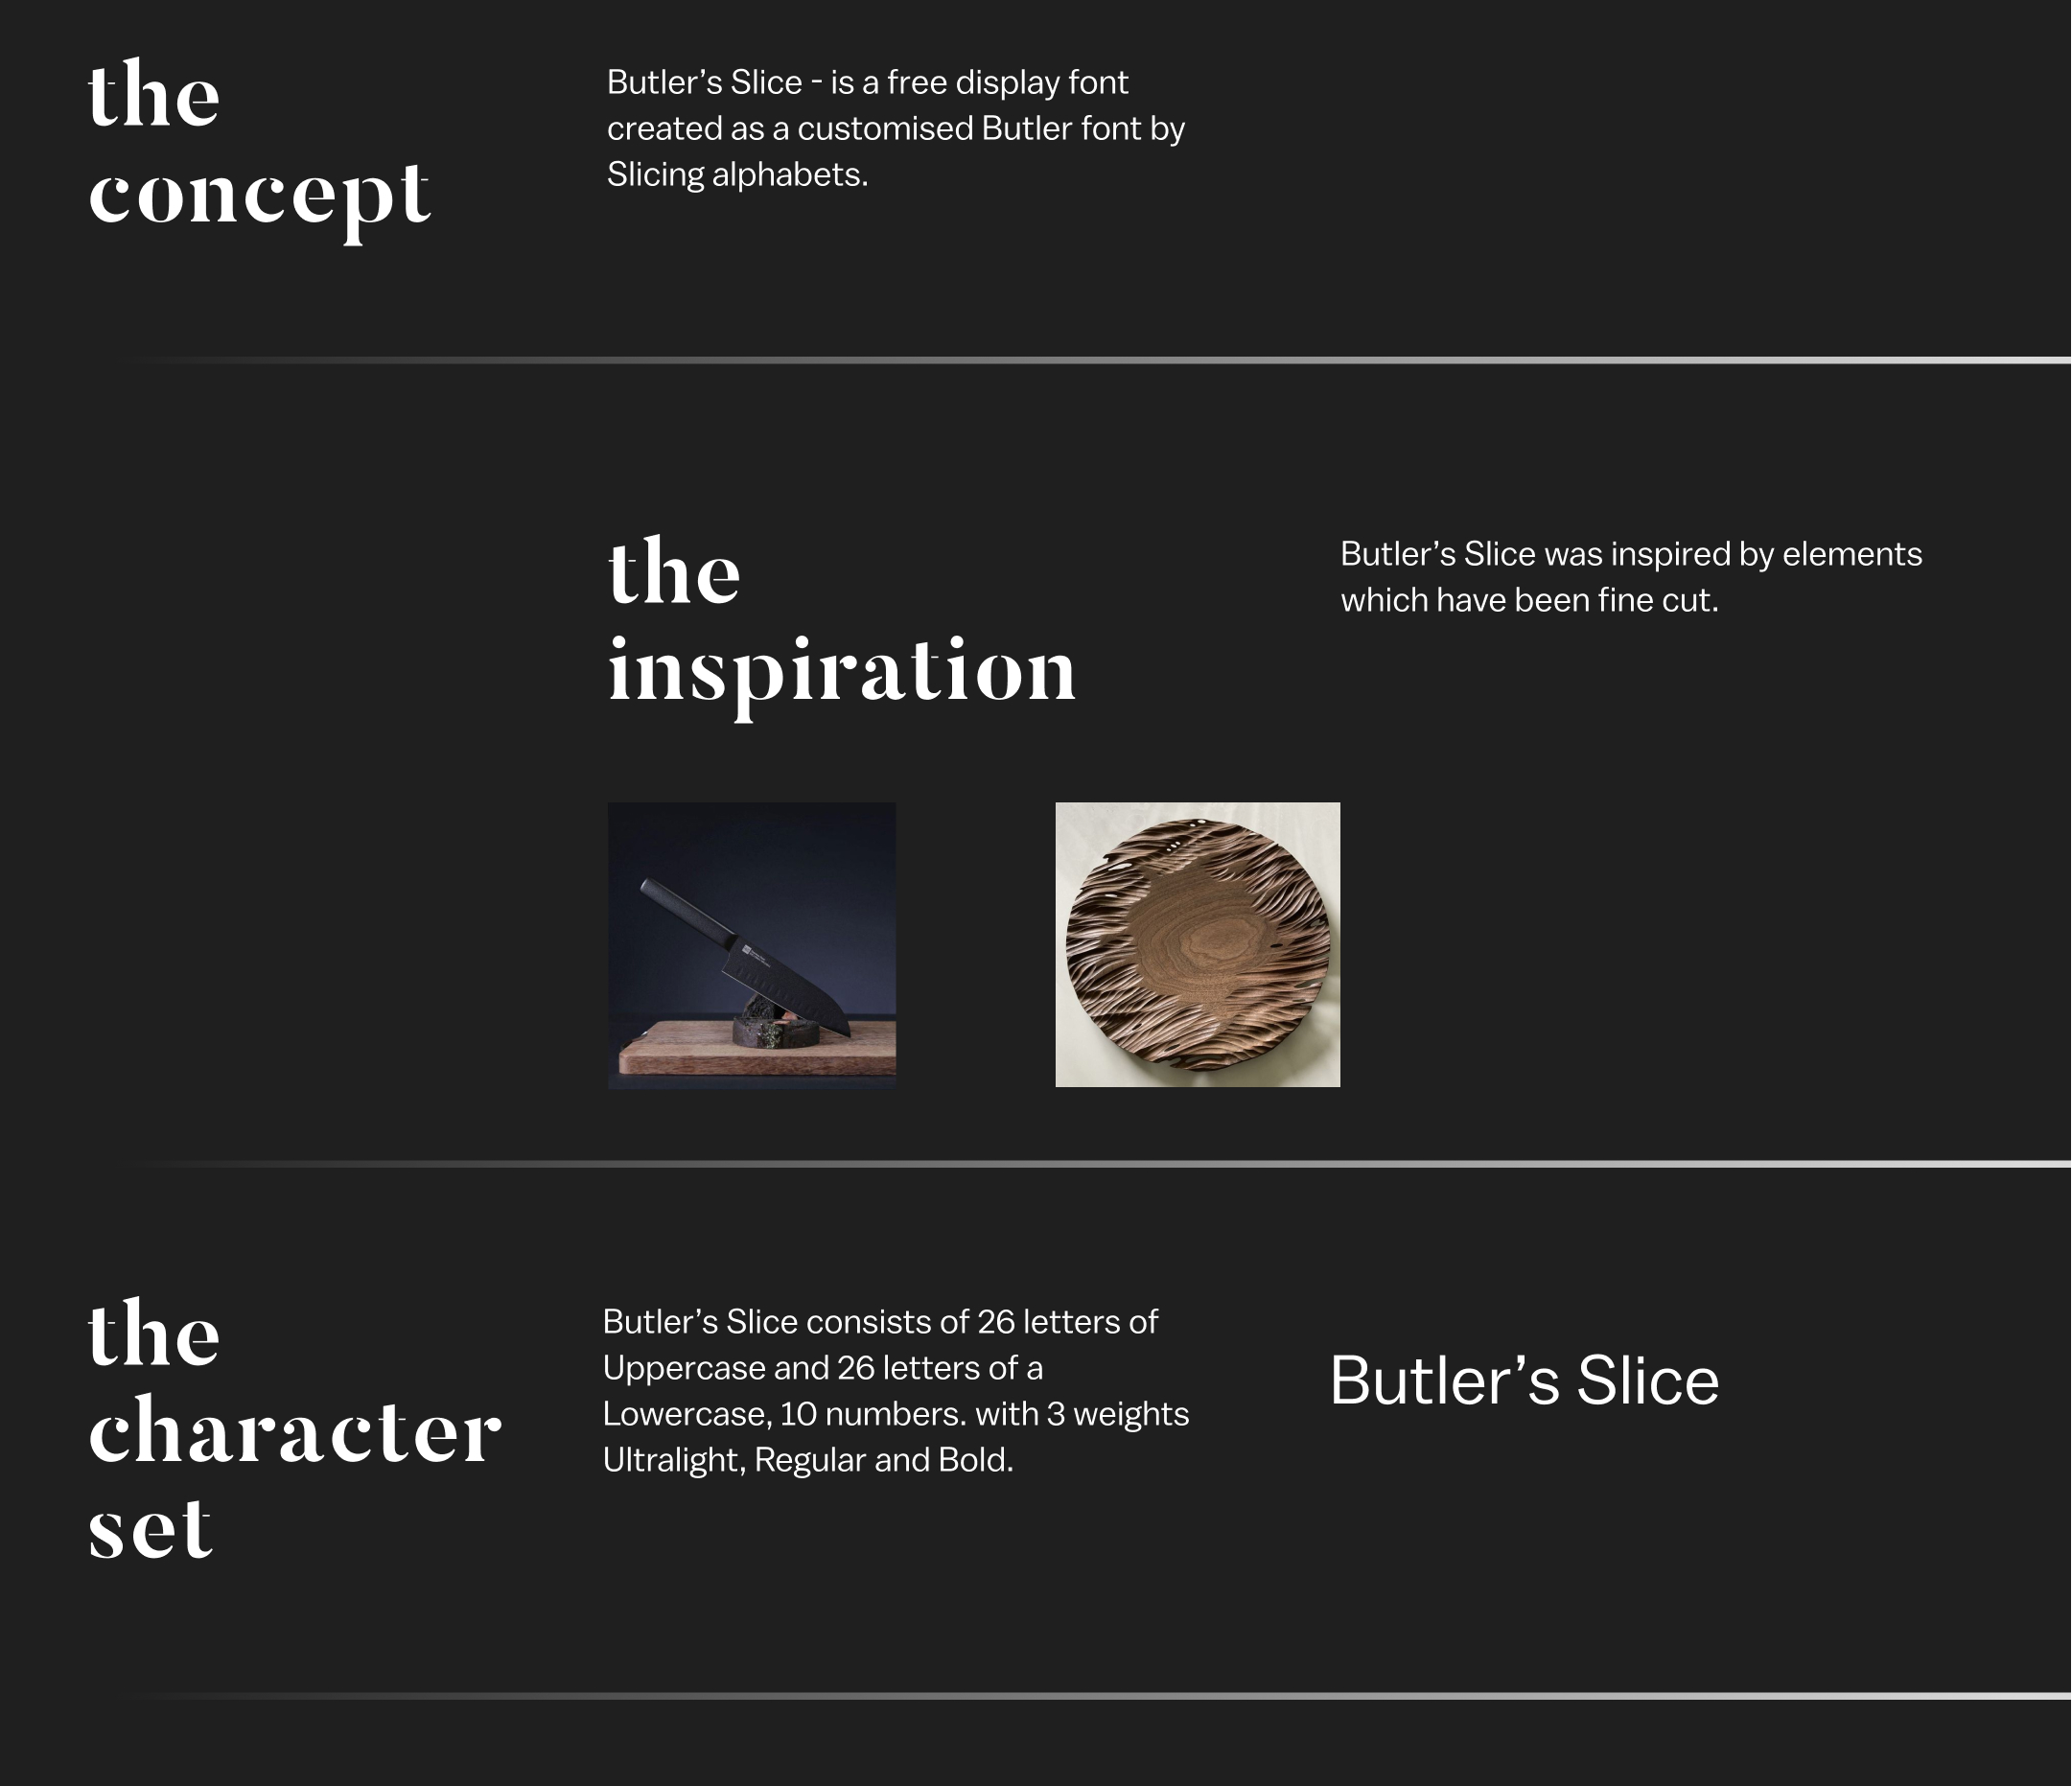 the
concept
Butler’s Slice - is a free display font
created as a customised Butler font by
Slicing alphabets.
the
inspiration
Butler’s Slice was inspired by elements
which have been fine cut.
the
character
set
Butler’s Slice consists of 26 letters of
Uppercase and 26 letters of a
Lowercase, 10 numbers. with 3 weights
Ultralight, Regular and Bold.
Butler’s Slice